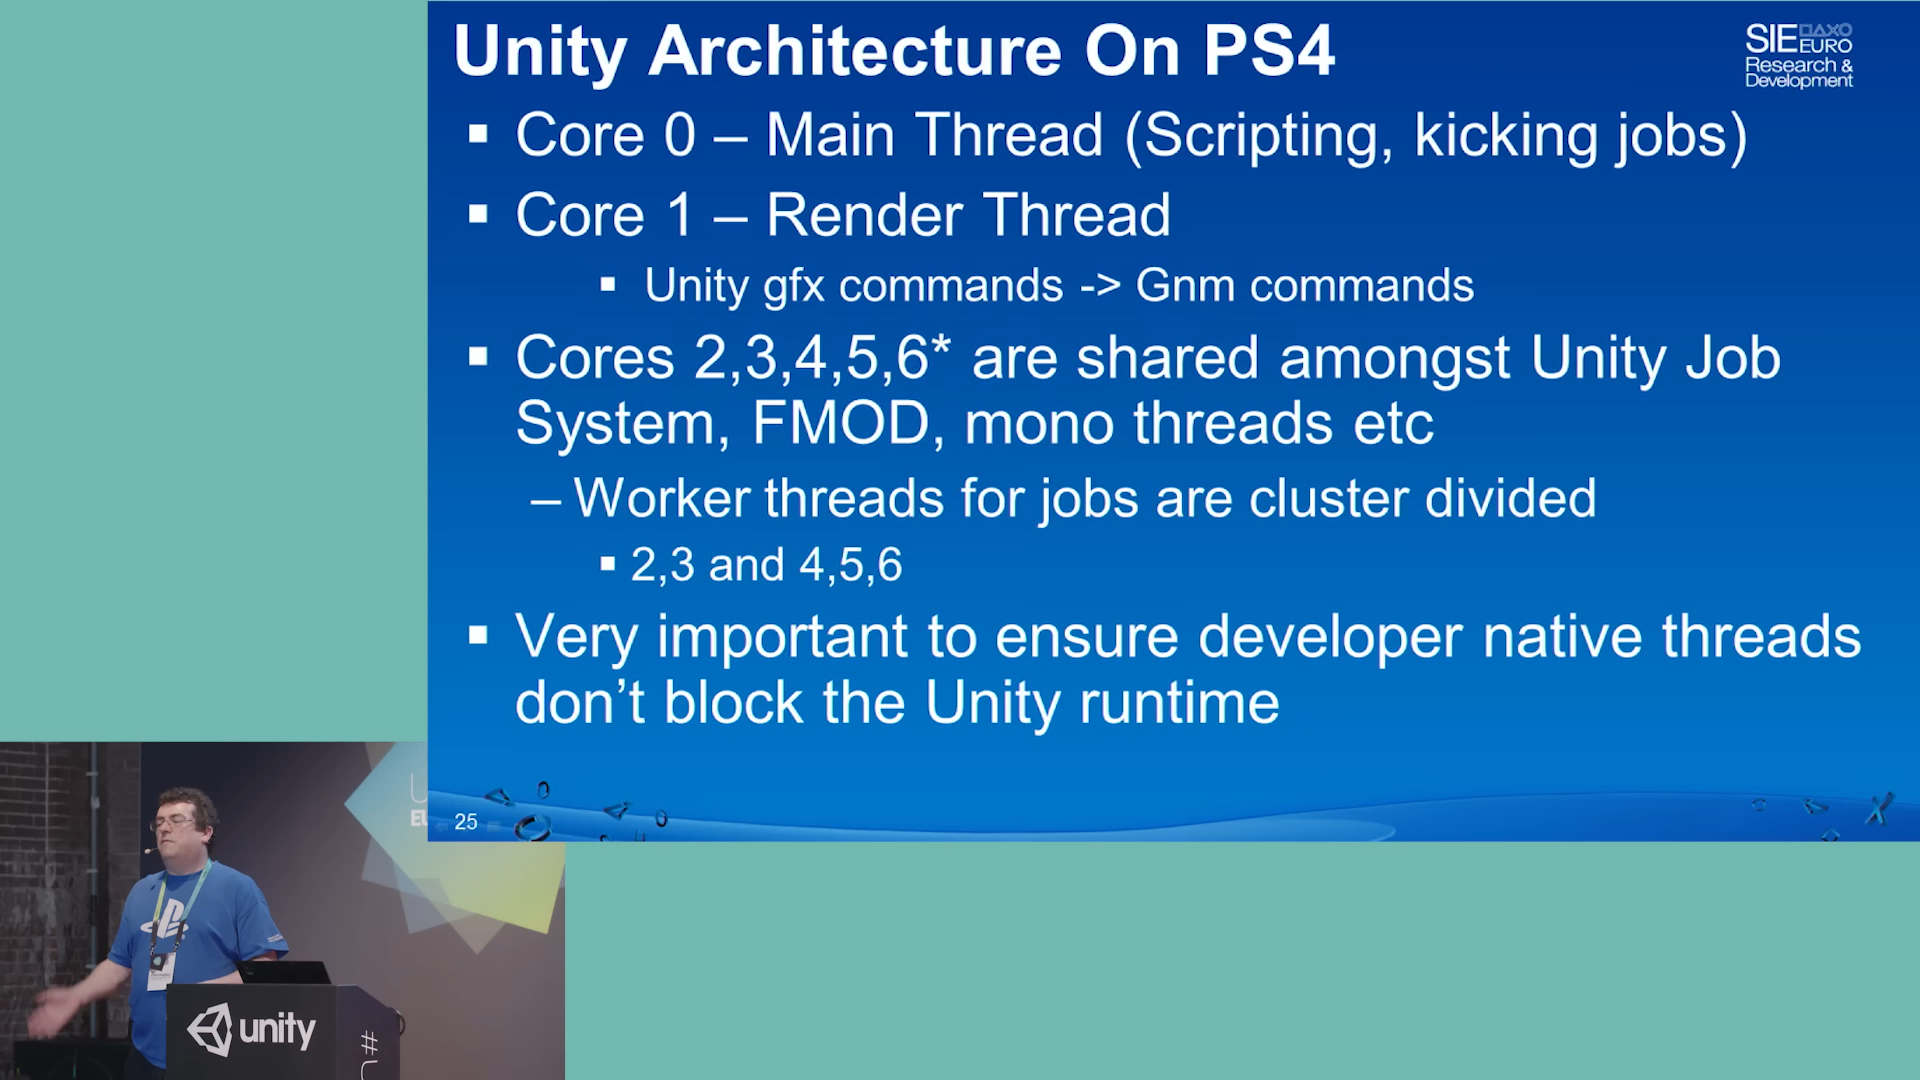 Unity Architecture On PS4
SIE
EURO
Research &
Development
▪ Core 0 – Main Thread (Scripting, kicking jobs)
▪ Core 1 – Render Thread
▪ Unity gfx commands -> Gnm commands
▪ Cores 2,3,4,5,6* are shared amongst Unity Job
System, FMOD, mono threads etc
– Worker threads for jobs are cluster divided
▪ 2,3 and 4,5,6
▪ Very important to ensure developer native threads
don’t block the Unity runtime
25
U
EU
unity
#U